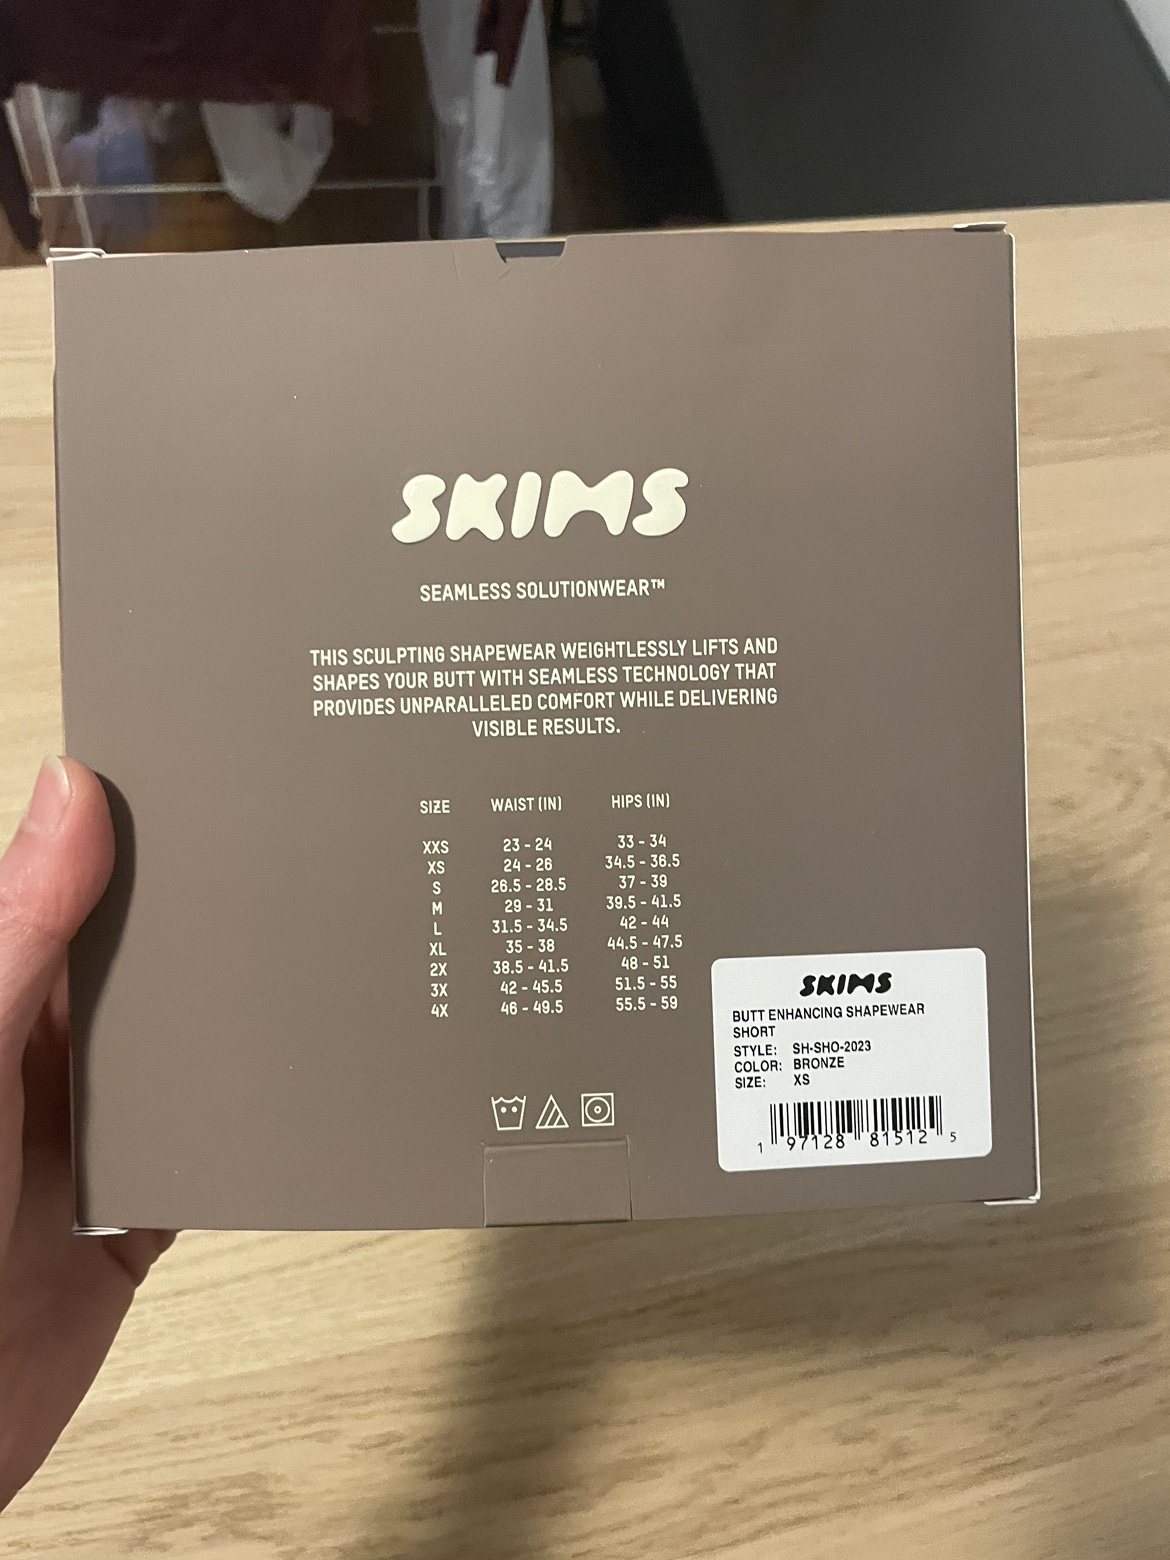 SKIMS
SEAMLESS SOLUTIONWEAR™
THIS SCULPTING SHAPEWEAR WEIGHTLESSLY LIFTS AND
SHAPES YOUR BUTT WITH SEAMLESS TECHNOLOGY THAT
PROVIDES UNPARALLELED COMFORT WHILE DELIVERING
VISIBLE RESULTS.
SIZE WAIST (IN) HIPS (IN)
XXS 23 - 24 33 - 34
XS 24 - 26 34.5 - 36.5
S 26.5 - 28.5 37 - 39
M 29 - 31 39.5 - 41.5
L 31.5 - 34.5 42 - 44
XL 35 - 38 44.5 - 47.5
2X 38.5 - 41.5 48 - 51
3X 42 - 45.5 51.5 - 55
4X 46 - 49.5 55.5 - 59
SKIMS
BUTT ENHANCING SHAPEWEAR
SHORT
STYLE: SH-SHO-2023
COLOR: BRONZE
SIZE: XS
1 97128 81512 5